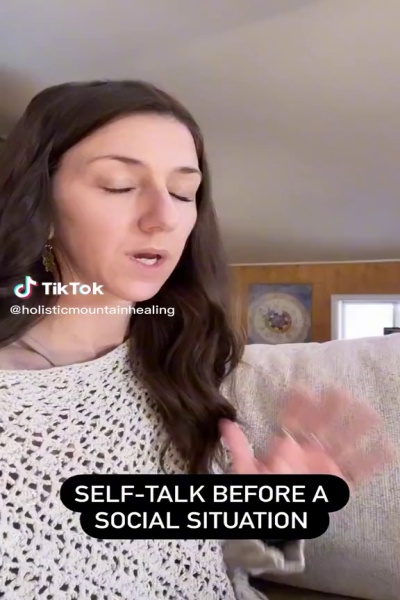 TikTok
@holisticmountainhealing
SELF-TALK BEFORE A
SOCIAL SITUATION